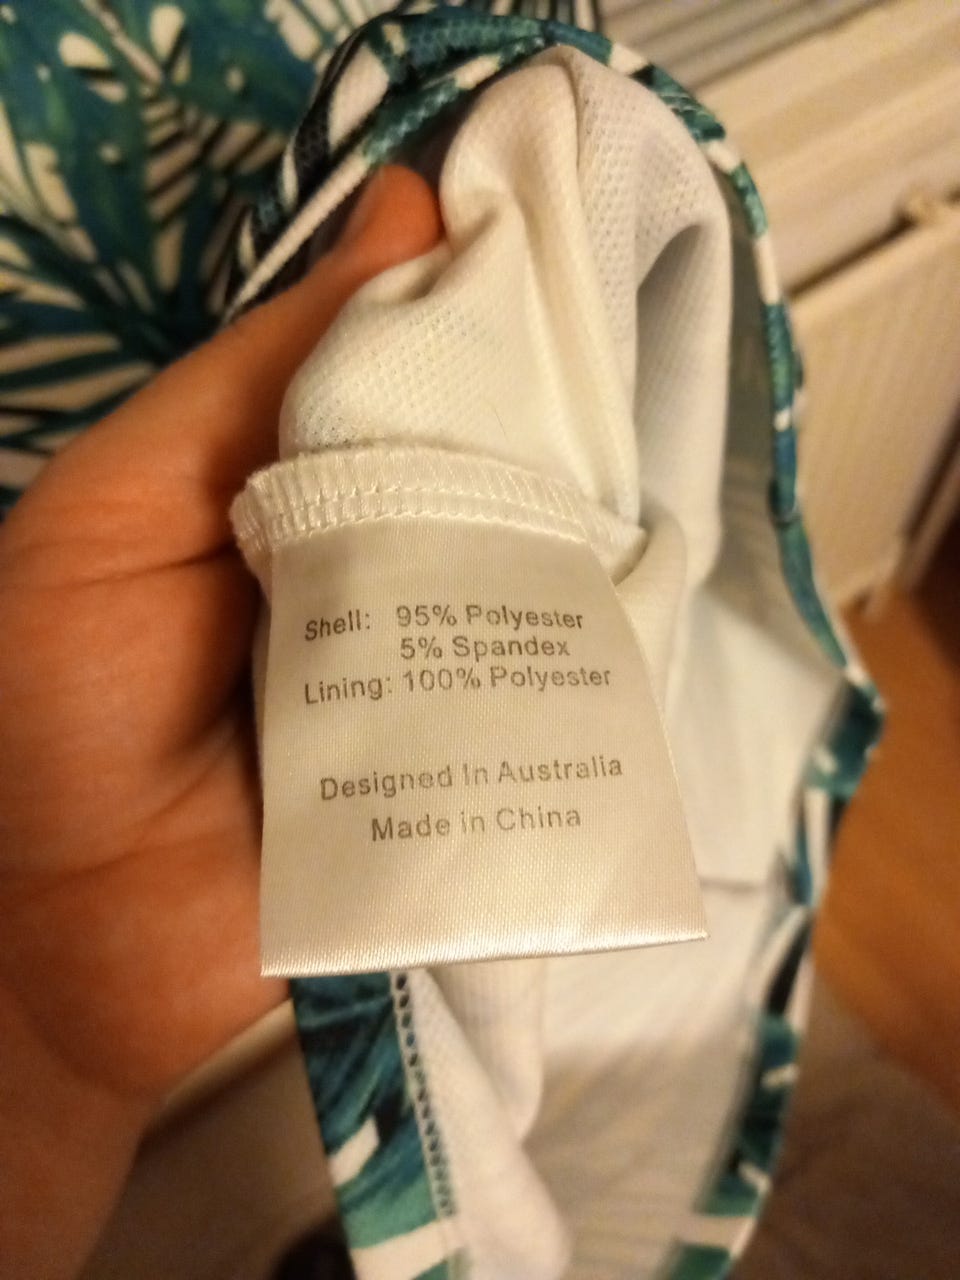 Shell: 95% Polyester
5% Spandex
Lining: 100% Polyester
Designed In Australia
Made in China